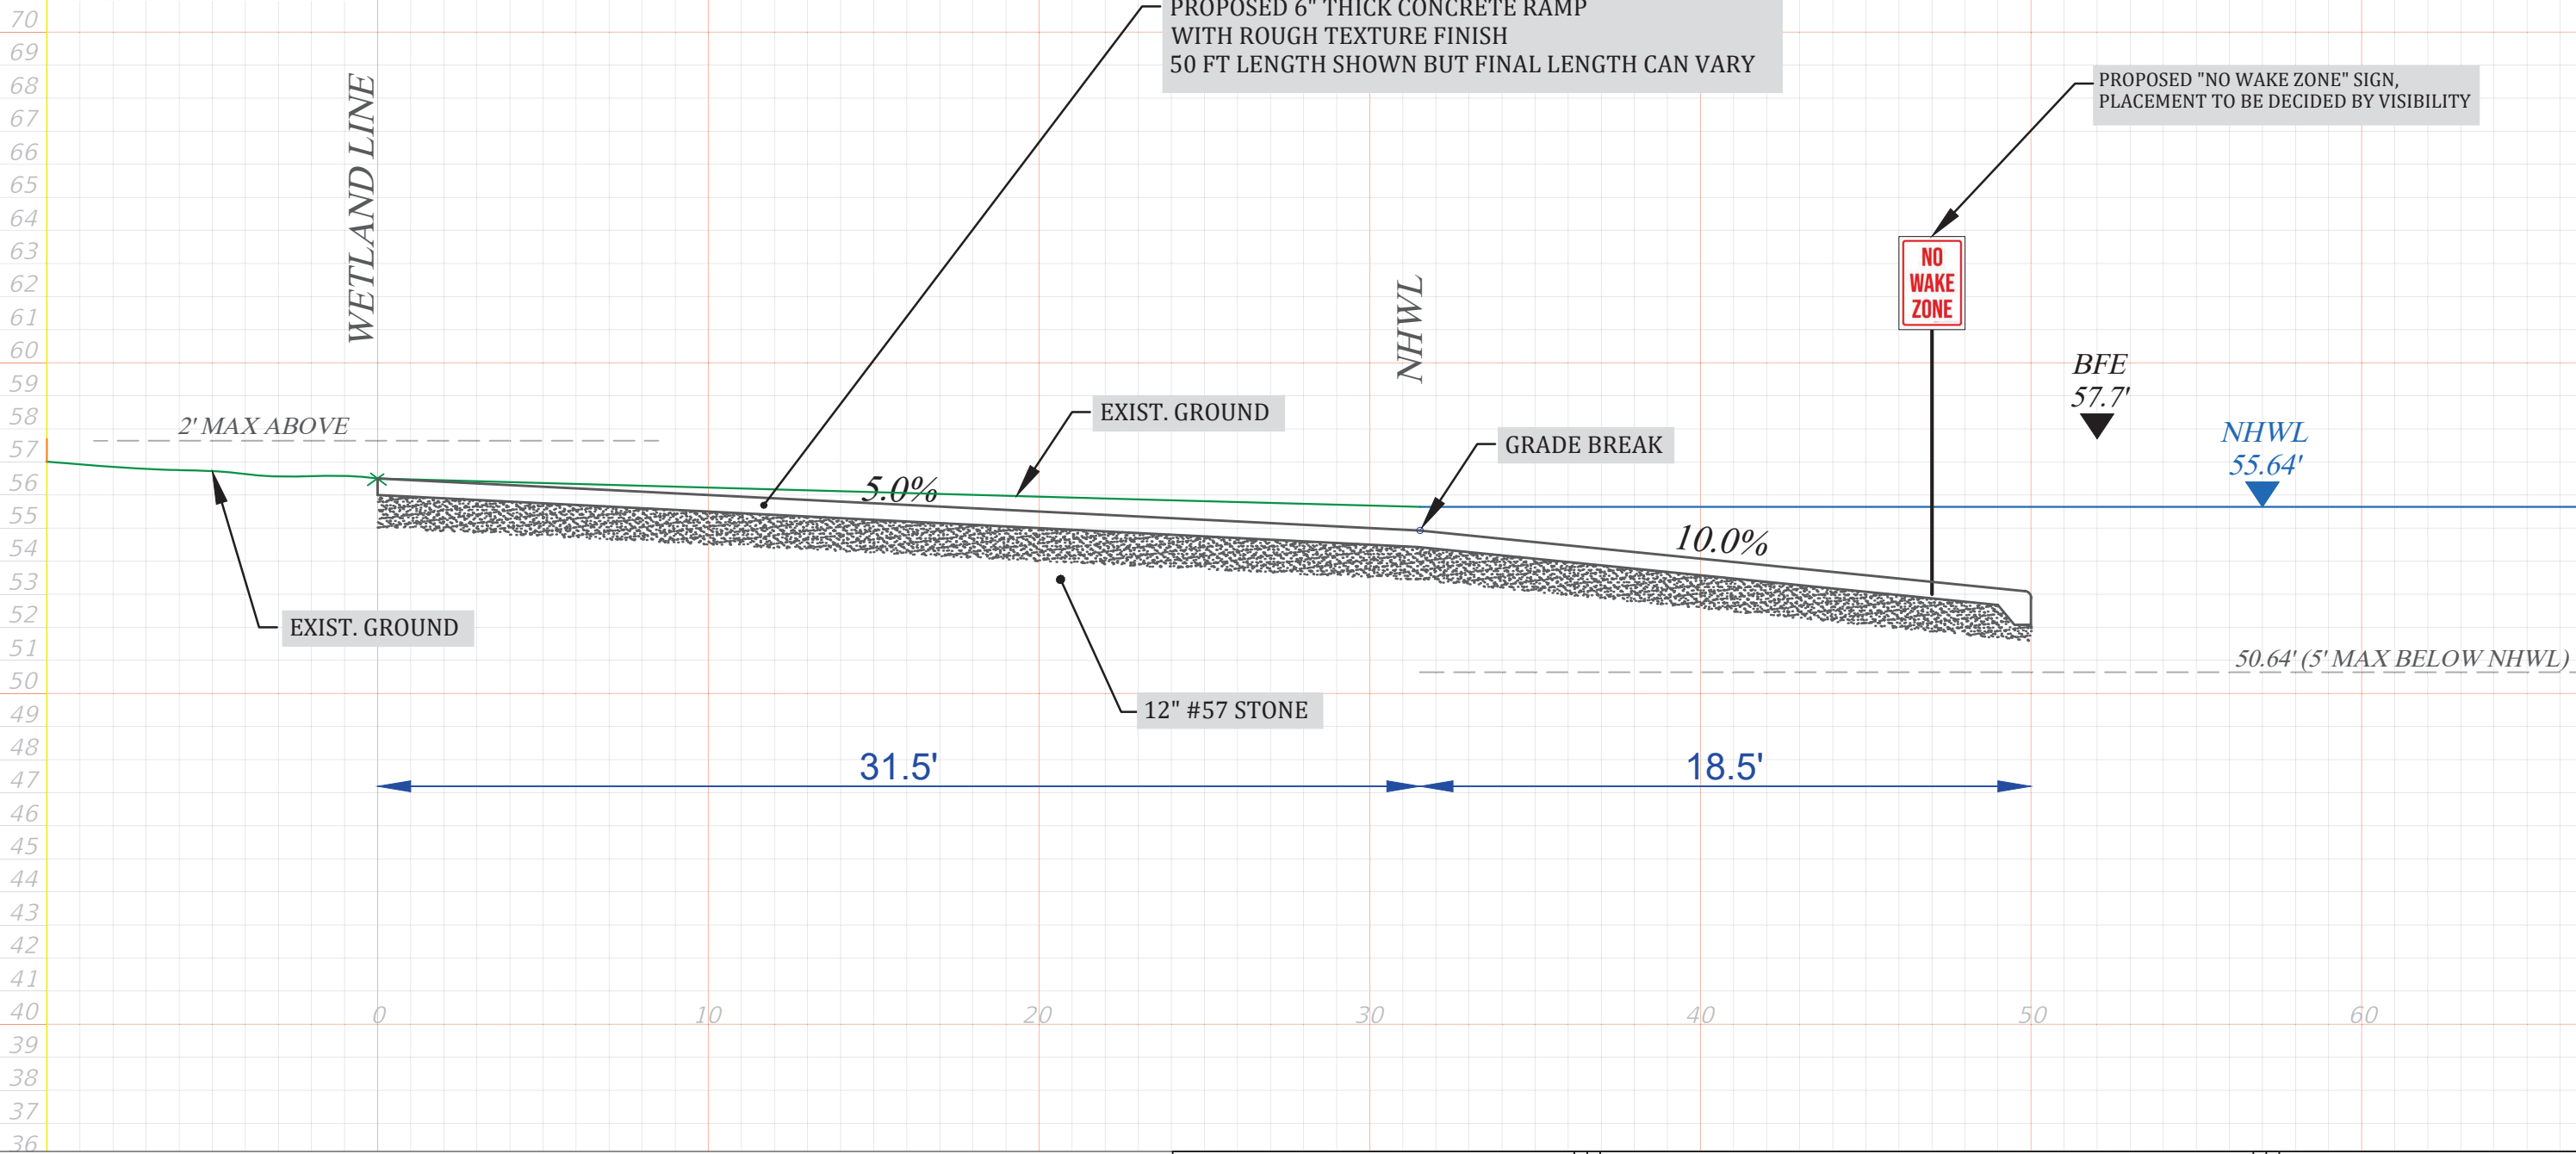 PROPOSED 6" THICK CONCRETE RAMP
WITH ROUGH TEXTURE FINISH
50 FT LENGTH SHOWN BUT FINAL LENGTH CAN VARY
PROPOSED "NO WAKE ZONE" SIGN,
PLACEMENT TO BE DECIDED BY VISIBILITY
WETLAND LINE
NHWL
NO
WAKE
ZONE
BFE
57.7'
NHWL
55.64'
2' MAX ABOVE
EXIST. GROUND
GRADE BREAK
5.0%
10.0%
EXIST. GROUND
50.64' (5' MAX BELOW NHWL)
12" #57 STONE
31.5'
18.5'
70
69
68
67
66
65
64
63
62
61
60
59
58
57
56
55
54
53
52
51
50
49
48
47
46
45
44
43
42
41
40
39
38
37
36
0
10
20
30
40
50
60